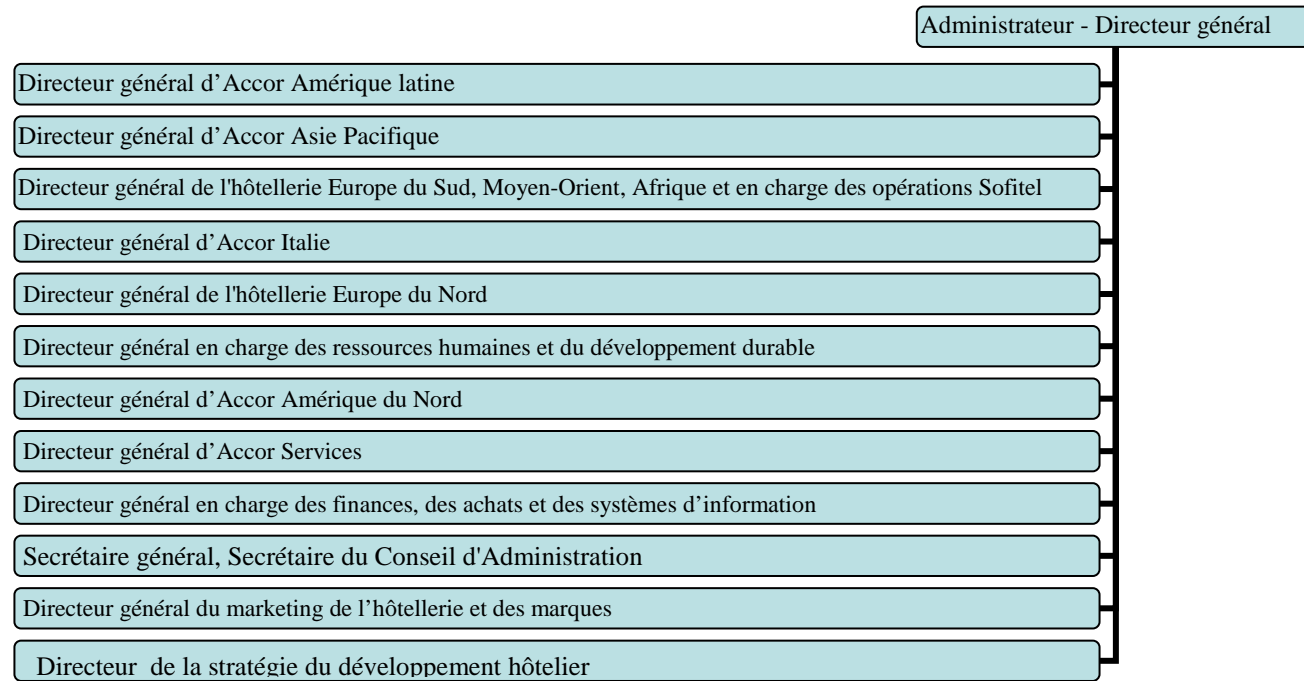 Administrateur - Directeur général
Directeur général d’Accor Amérique latine
Directeur général d’Accor Asie Pacifique
Directeur général de l'hôtellerie Europe du Sud, Moyen-Orient, Afrique et en charge des opérations Sofitel
Directeur général d’Accor Italie
Directeur général de l'hôtellerie Europe du Nord
Directeur général en charge des ressources humaines et du développement durable
Directeur général d’Accor Amérique du Nord
Directeur général d’Accor Services
Directeur général en charge des finances, des achats et des systèmes d’information
Secrétaire général, Secrétaire du Conseil d'Administration
Directeur général du marketing de l’hôtellerie et des marques
Directeur  de la stratégie du développement hôtelier